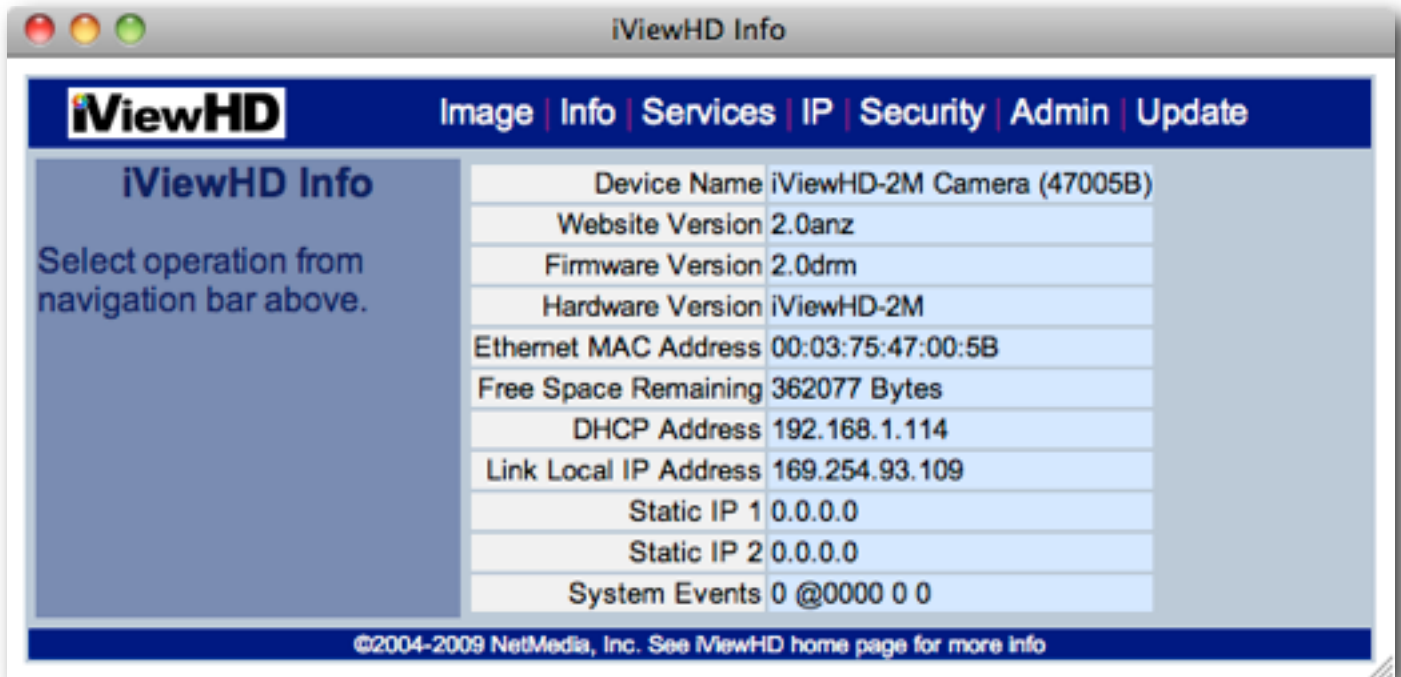 iViewHD Info
iViewHD
Image | Info | Services | IP | Security | Admin | Update
iViewHD Info
Select operation from
navigation bar above.
Device Name iViewHD-2M Camera (47005B)
Website Version 2.0anz
Firmware Version 2.0drm
Hardware Version iViewHD-2M
Ethernet MAC Address 00:03:75:47:00:5B
Free Space Remaining 362077 Bytes
DHCP Address 192.168.1.114
Link Local IP Address 169.254.93.109
Static IP 1 0.0.0.0
Static IP 2 0.0.0.0
System Events 0 @0000 0 0
©2004-2009 NetMedia, Inc. See iViewHD home page for more info